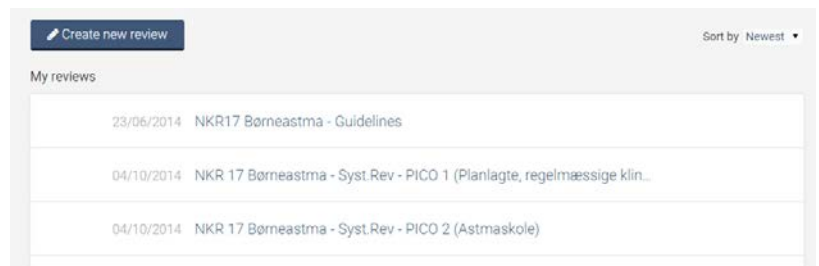 Create new review
Sort by Newest
My reviews
23/06/2014 NKR17 Børneastma - Guidelines
04/10/2014 NKR 17 Børneastma - Syst.Rev - PICO 1 (Planlagte, regelmæssige klin...
04/10/2014 NKR 17 Børneastma - Syst.Rev - PICO 2 (Astmaskole)